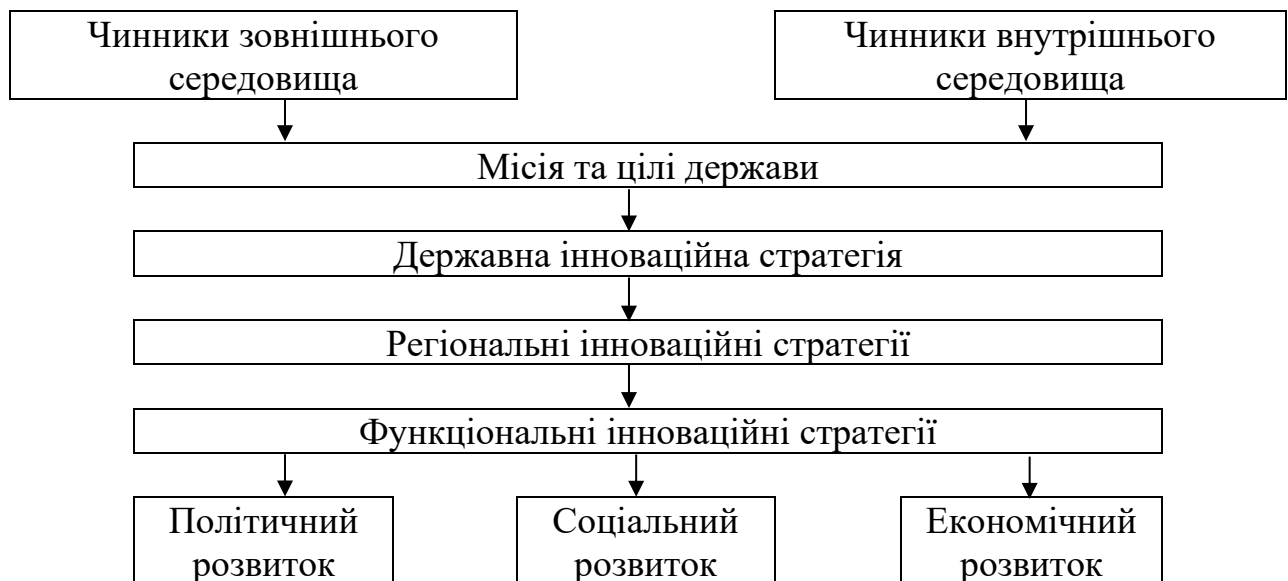 Чинники зовнішнього
середовища
Чинники внутрішнього
середовища
Місія та цілі держави
Державна інноваційна стратегія
Регіональні інноваційні стратегії
Функціональні інноваційні стратегії
Політичний
розвиток
Соціальний
розвиток
Економічний
розвиток